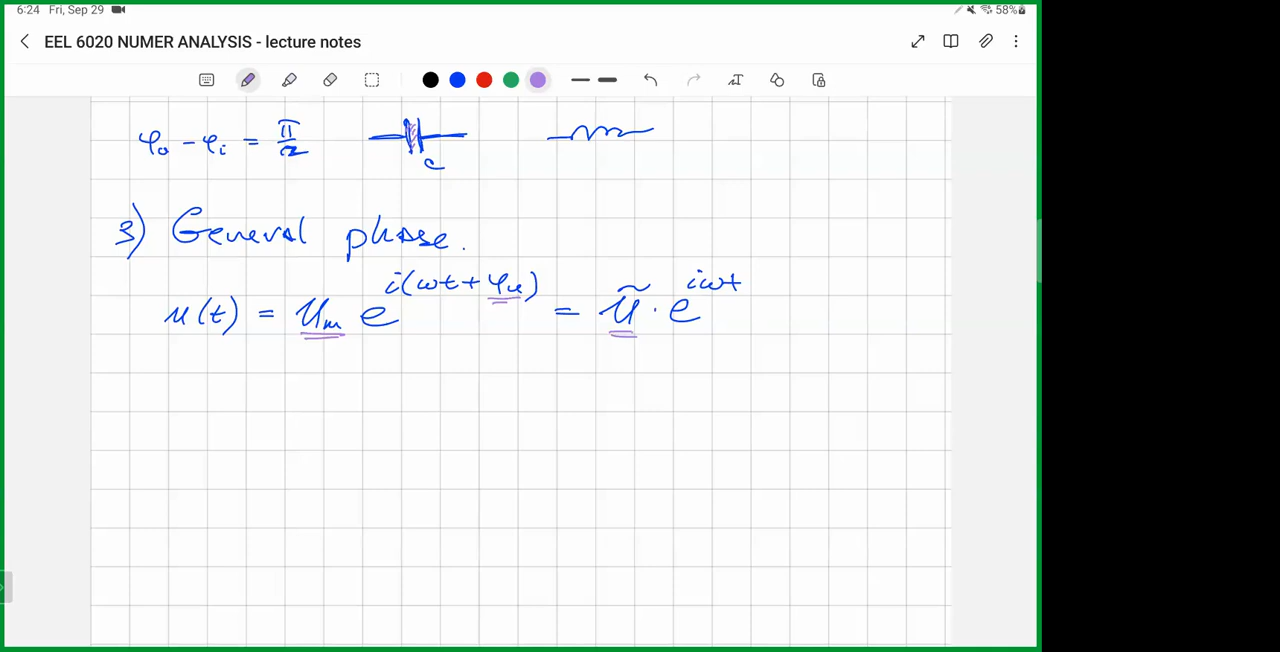 6:24 Fri, Sep 29 58%
EEL 6020 NUMER ANALYSIS - lecture notes
φ₀ - φᵢ = π/2
C
3) General phase.
u(t) = Uₘ e^{i(ωt + φᵤ)} = Ũ · e^{iωt}